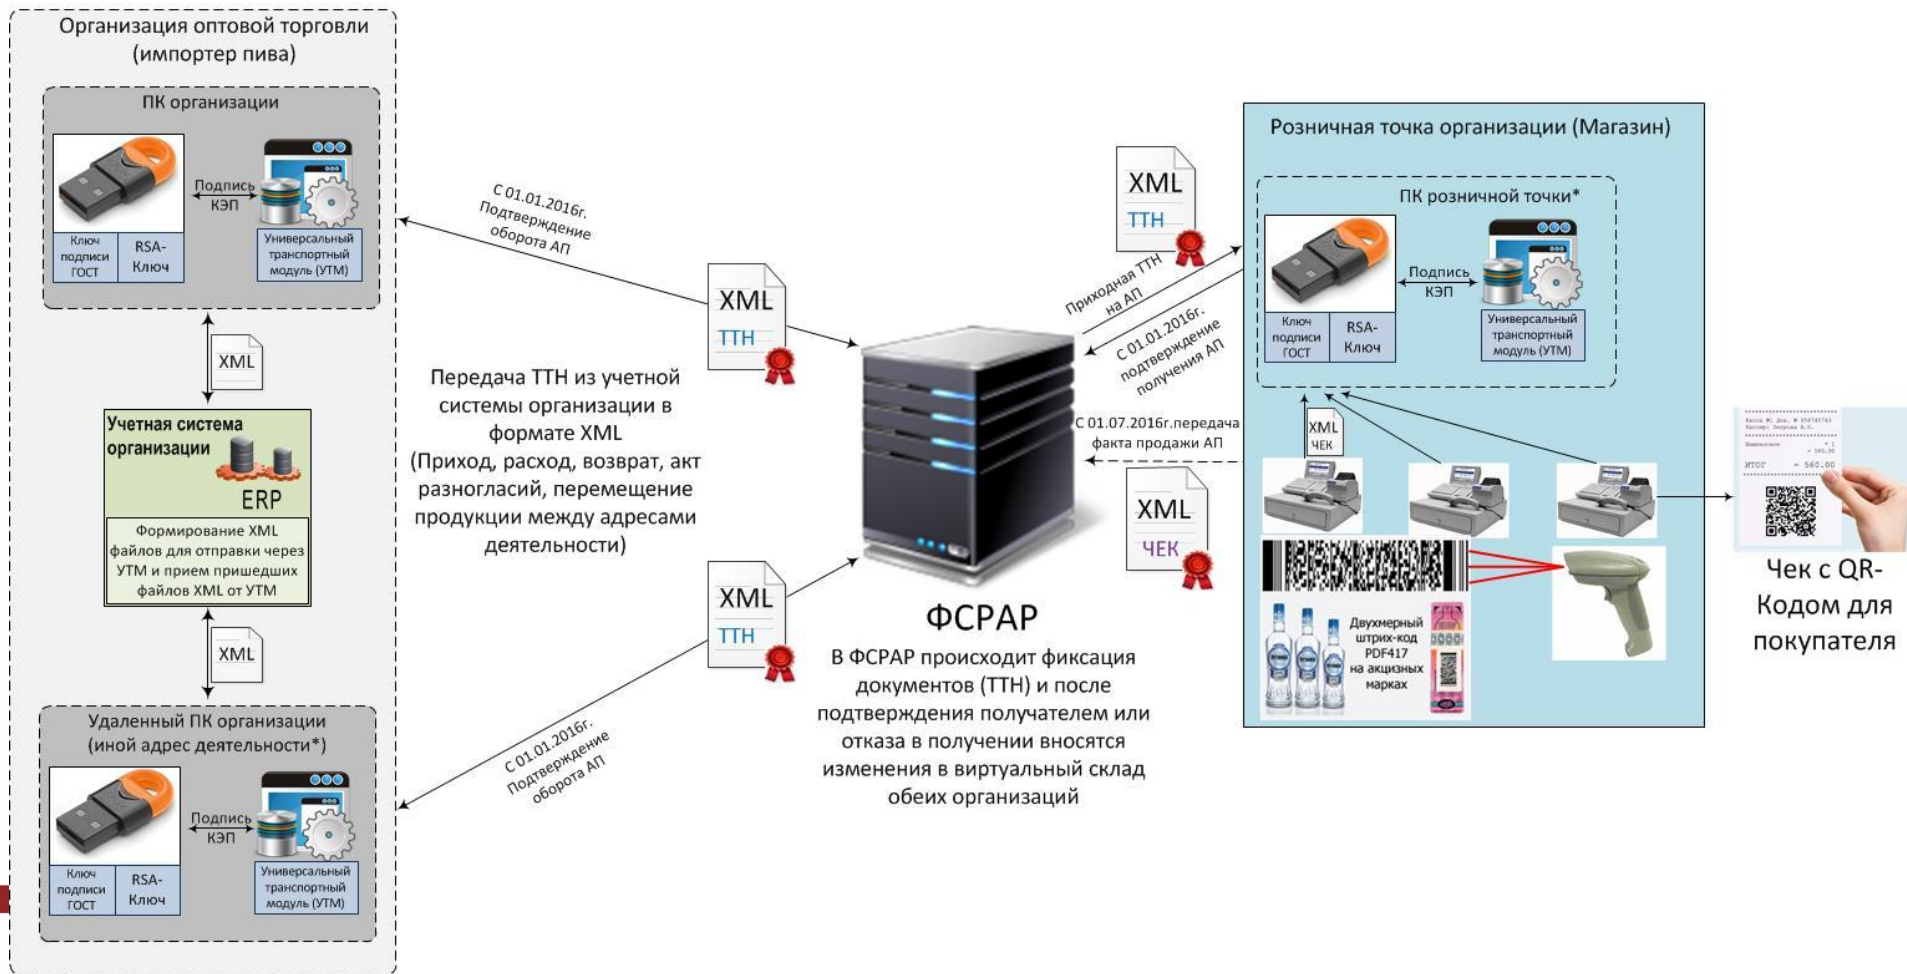 Организация оптовой торговли
(импортер пива)
ПК организации
Подпись
КЭП
Ключ
подписи
ГОСТ
RSA-
Ключ
Универсальный
транспортный
модуль (УТМ)
XML
Учетная система
организации
ERP
Формирование XML
файлов для отправки через
УТМ и прием пришедших
файлов XML от УТМ
XML
Удаленный ПК организации
(иной адрес деятельности*)
Подпись
КЭП
Ключ
подписи
ГОСТ
RSA-
Ключ
Универсальный
транспортный
модуль (УТМ)
С 01.01.2016г.
Подтверждение
оборота АП
XML
ТТН
Передача ТТН из учетной
системы организации в
формате XML
(Приход, расход, возврат, акт
разногласий, перемещение
продукции между адресами
деятельности)
XML
ТТН
С 01.01.2016г.
Подтверждение
оборота АП
ФСРАР
В ФСРАР происходит фиксация
документов (ТТН) и после
подтверждения получателем или
отказа в получении вносятся
изменения в виртуальный склад
обеих организаций
XML
ТТН
Приходная ТТН
на АП
С 01.01.2016г.
подтверждение
получения АП
С 01.07.2016г.передача
факта продажи АП
XML
ЧЕК
Розничная точка организации (Магазин)
ПК розничной точки*
Подпись
КЭП
Ключ
подписи
ГОСТ
RSA-
Ключ
Универсальный
транспортный
модуль (УТМ)
XML
ЧЕК
Двухмерный
штрих-код
PDF417
на акцизных
марках
ИТОГ = 560.00
Чек с QR-
Кодом для
покупателя